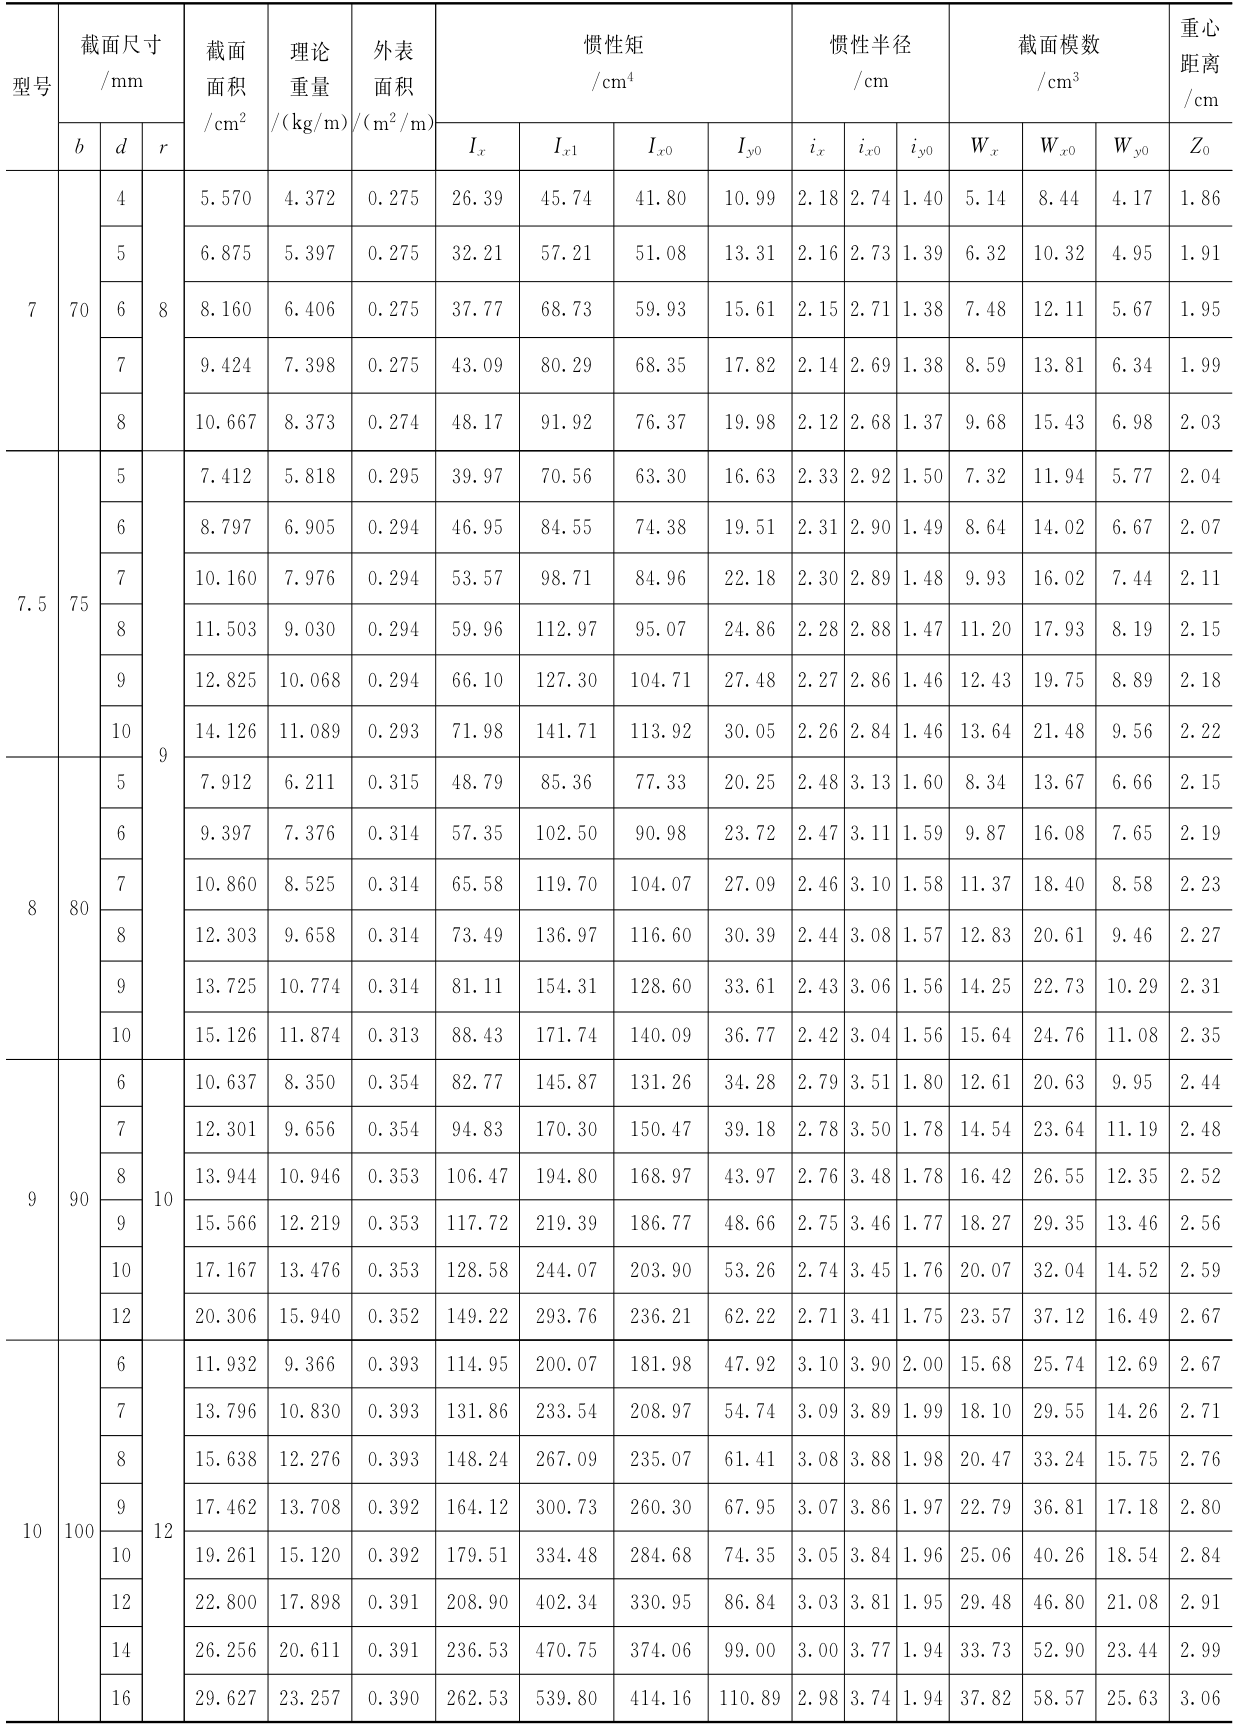 型号 截面尺寸/mm 截面面积/cm² 理论重量/(kg/m) 外表面积/(m²/m) 惯性矩/cm⁴ 惯性半径/cm 截面模数/cm³ 重心距离/cm
b d r Iₓ Iₓ₁ Iₓ₀ I_y0 iₓ iₓ₀ i_y0 Wₓ Wₓ₀ W_y0 Z₀
7 70 8
4 5.570 4.372 0.275 26.39 45.74 41.80 10.99 2.18 2.74 1.40 5.14 8.44 4.17 1.86
5 6.875 5.397 0.275 32.21 57.21 51.08 13.31 2.16 2.73 1.39 6.32 10.32 4.95 1.91
6 8.160 6.406 0.275 37.77 68.73 59.93 15.61 2.15 2.71 1.38 7.48 12.11 5.67 1.95
7 9.424 7.398 0.275 43.09 80.29 68.35 17.82 2.14 2.69 1.38 8.59 13.81 6.34 1.99
8 10.667 8.373 0.274 48.17 91.92 76.37 19.98 2.12 2.68 1.37 9.68 15.43 6.98 2.03
7.5 75 9
5 7.412 5.818 0.295 39.97 70.56 63.30 16.63 2.33 2.92 1.50 7.32 11.94 5.77 2.04
6 8.797 6.905 0.294 46.95 84.55 74.38 19.51 2.31 2.90 1.49 8.64 14.02 6.67 2.07
7 10.160 7.976 0.294 53.57 98.71 84.96 22.18 2.30 2.89 1.48 9.93 16.02 7.44 2.11
8 11.503 9.030 0.294 59.96 112.97 95.07 24.86 2.28 2.88 1.47 11.20 17.93 8.19 2.15
9 12.825 10.068 0.294 66.10 127.30 104.71 27.48 2.27 2.86 1.46 12.43 19.75 8.89 2.18
10 14.126 11.089 0.293 71.98 141.71 113.92 30.05 2.26 2.84 1.46 13.64 21.48 9.56 2.22
8 80
5 7.912 6.211 0.315 48.79 85.36 77.33 20.25 2.48 3.13 1.60 8.34 13.67 6.66 2.15
6 9.397 7.376 0.314 57.35 102.50 90.98 23.72 2.47 3.11 1.59 9.87 16.08 7.65 2.19
7 10.860 8.525 0.314 65.58 119.70 104.07 27.09 2.46 3.10 1.58 11.37 18.40 8.58 2.23
8 12.303 9.658 0.314 73.49 136.97 116.60 30.39 2.44 3.08 1.57 12.83 20.61 9.46 2.27
9 13.725 10.774 0.314 81.11 154.31 128.60 33.61 2.43 3.06 1.56 14.25 22.73 10.29 2.31
10 15.126 11.874 0.313 88.43 171.74 140.09 36.77 2.42 3.04 1.56 15.64 24.76 11.08 2.35
9 90 10
6 10.637 8.350 0.354 82.77 145.87 131.26 34.28 2.79 3.51 1.80 12.61 20.63 9.95 2.44
7 12.301 9.656 0.354 94.83 170.30 150.47 39.18 2.78 3.50 1.78 14.54 23.64 11.19 2.48
8 13.944 10.946 0.353 106.47 194.80 168.97 43.97 2.76 3.48 1.78 16.42 26.55 12.35 2.52
9 15.566 12.219 0.353 117.72 219.39 186.77 48.66 2.75 3.46 1.77 18.27 29.35 13.46 2.56
10 17.167 13.476 0.353 128.58 244.07 203.90 53.26 2.74 3.45 1.76 20.07 32.04 14.52 2.59
12 20.306 15.940 0.352 149.22 293.76 236.21 62.22 2.71 3.41 1.75 23.57 37.12 16.49 2.67
10 100 12
6 11.932 9.366 0.393 114.95 200.07 181.98 47.92 3.10 3.90 2.00 15.68 25.74 12.69 2.67
7 13.796 10.830 0.393 131.86 233.54 208.97 54.74 3.09 3.89 1.99 18.10 29.55 14.26 2.71
8 15.638 12.276 0.393 148.24 267.09 235.07 61.41 3.08 3.88 1.98 20.47 33.24 15.75 2.76
9 17.462 13.708 0.392 164.12 300.73 260.30 67.95 3.07 3.86 1.97 22.79 36.81 17.18 2.80
10 19.261 15.120 0.392 179.51 334.48 284.68 74.35 3.05 3.84 1.96 25.06 40.26 18.54 2.84
12 22.800 17.898 0.391 208.90 402.34 330.95 86.84 3.03 3.81 1.95 29.48 46.80 21.08 2.91
14 26.256 20.611 0.391 236.53 470.75 374.06 99.00 3.00 3.77 1.94 33.73 52.90 23.44 2.99
16 29.627 23.257 0.390 262.53 539.80 414.16 110.89 2.98 3.74 1.94 37.82 58.57 25.63 3.06